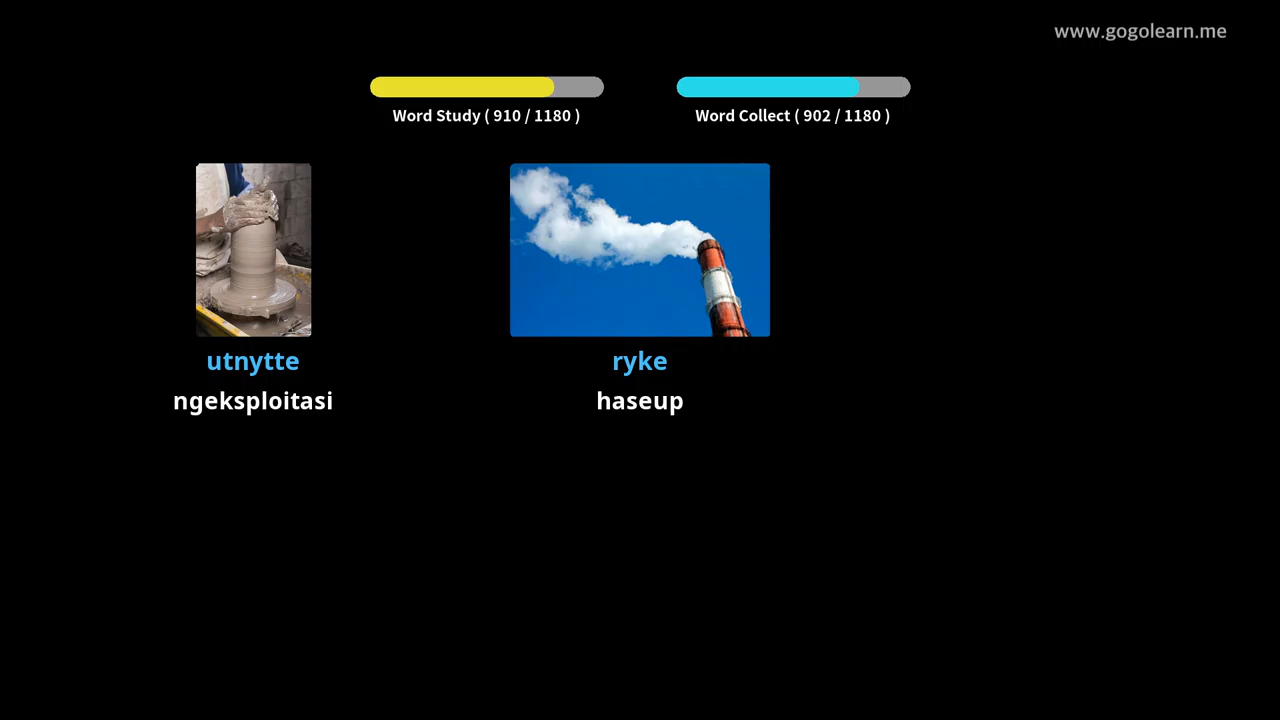 www.gogolearn.me
Word Study ( 910 / 1180 )
Word Collect ( 902 / 1180 )
utnytte
ngeksploitasi
ryke
haseup